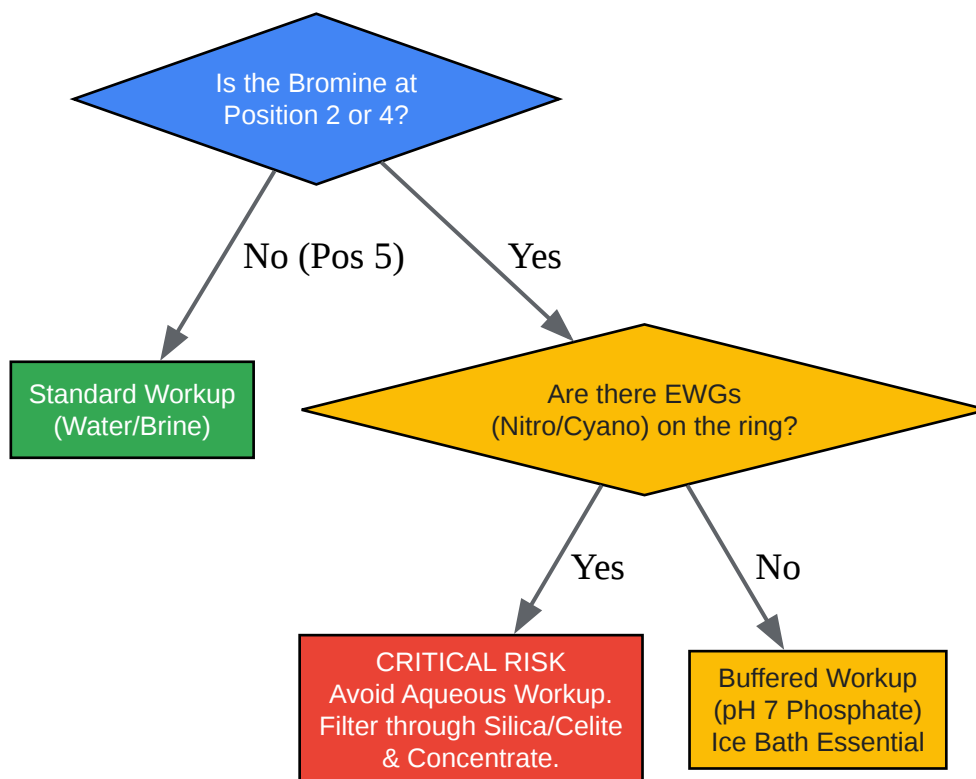 Is the Bromine at
Position 2 or 4?
No (Pos 5)
Yes
Standard Workup
(Water/Brine)
Are there EWGs
(Nitro/Cyano) on the ring?
Yes
No
CRITICAL RISK
Avoid Aqueous Workup.
Filter through Silica/Celite
& Concentrate.
Buffered Workup
(pH 7 Phosphate)
Ice Bath Essential